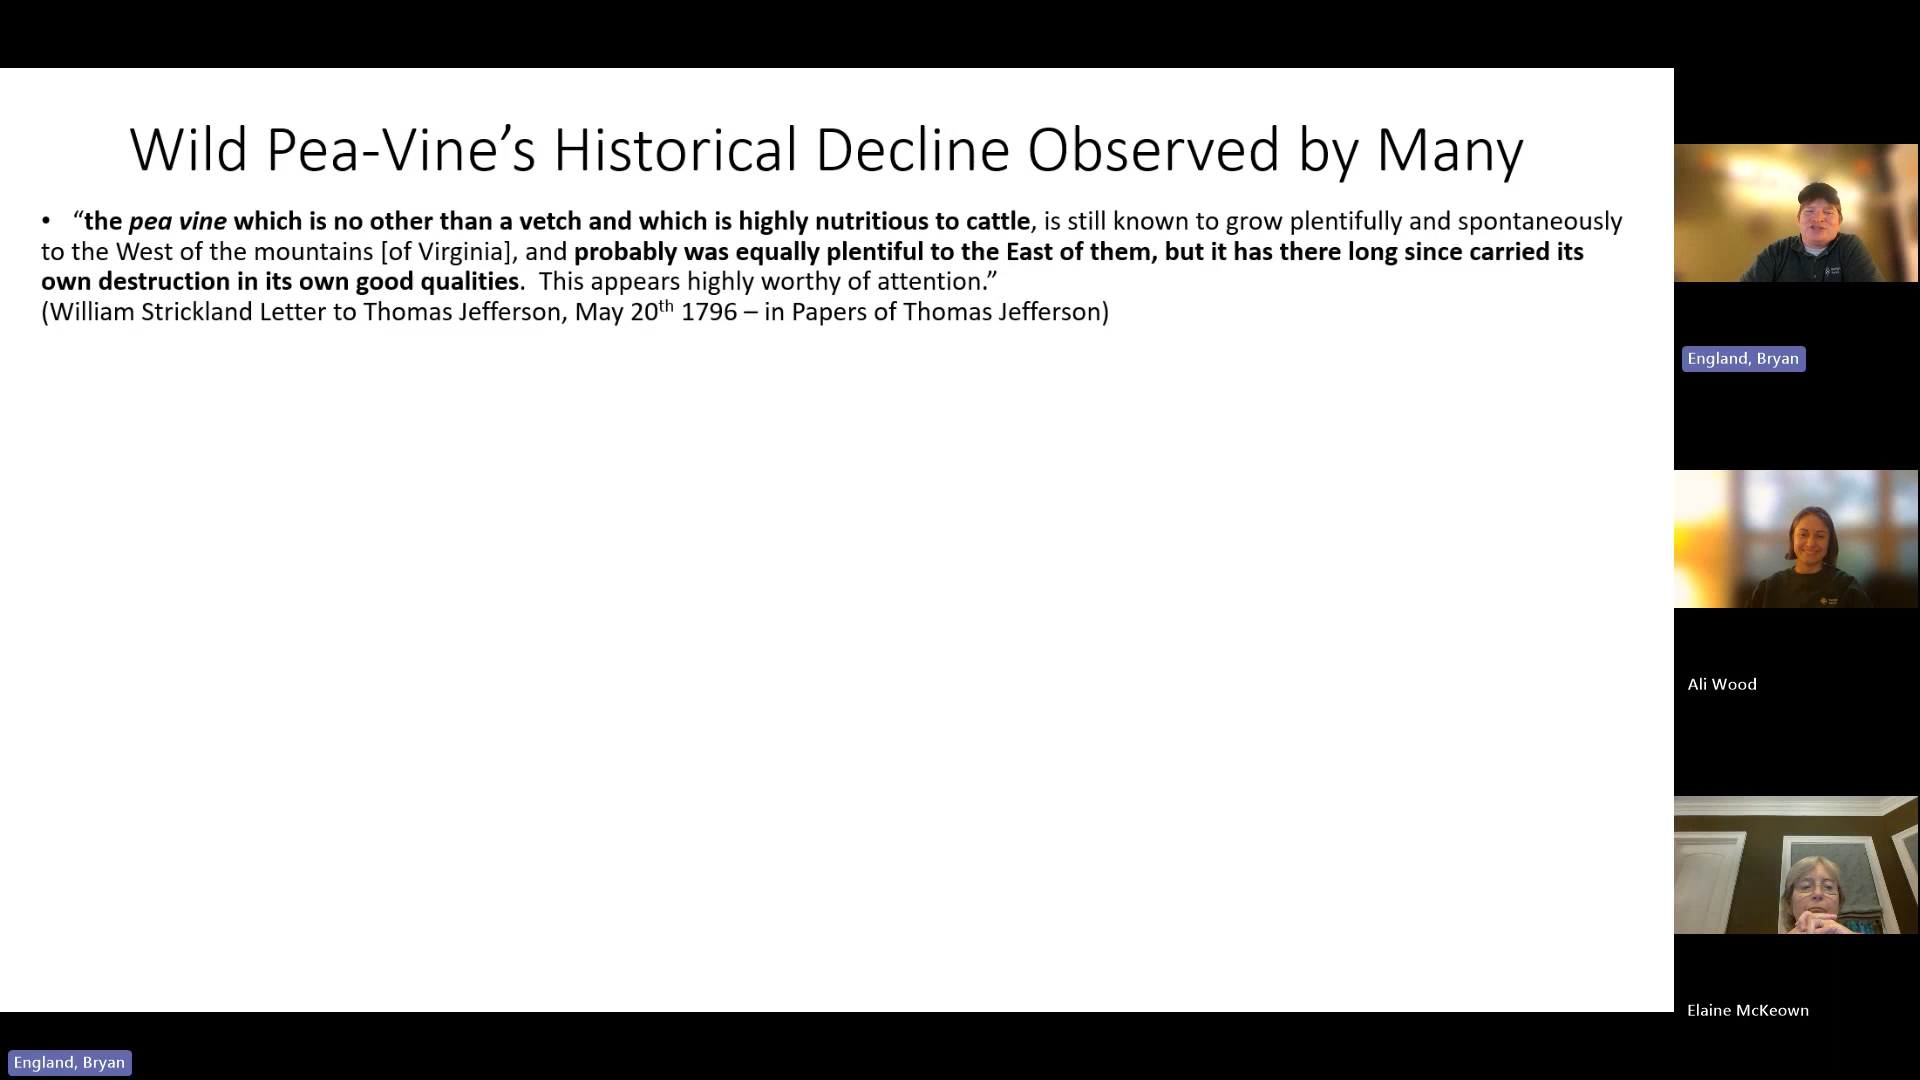 Wild Pea-Vine’s Historical Decline Observed by Many
• “the pea vine which is no other than a vetch and which is highly nutritious to cattle, is still known to grow plentifully and spontaneously
to the West of the mountains [of Virginia], and probably was equally plentiful to the East of them, but it has there long since carried its
own destruction in its own good qualities.  This appears highly worthy of attention.”
(William Strickland Letter to Thomas Jefferson, May 20th 1796 – in Papers of Thomas Jefferson)
England, Bryan
Ali Wood
Elaine McKeown
England, Bryan